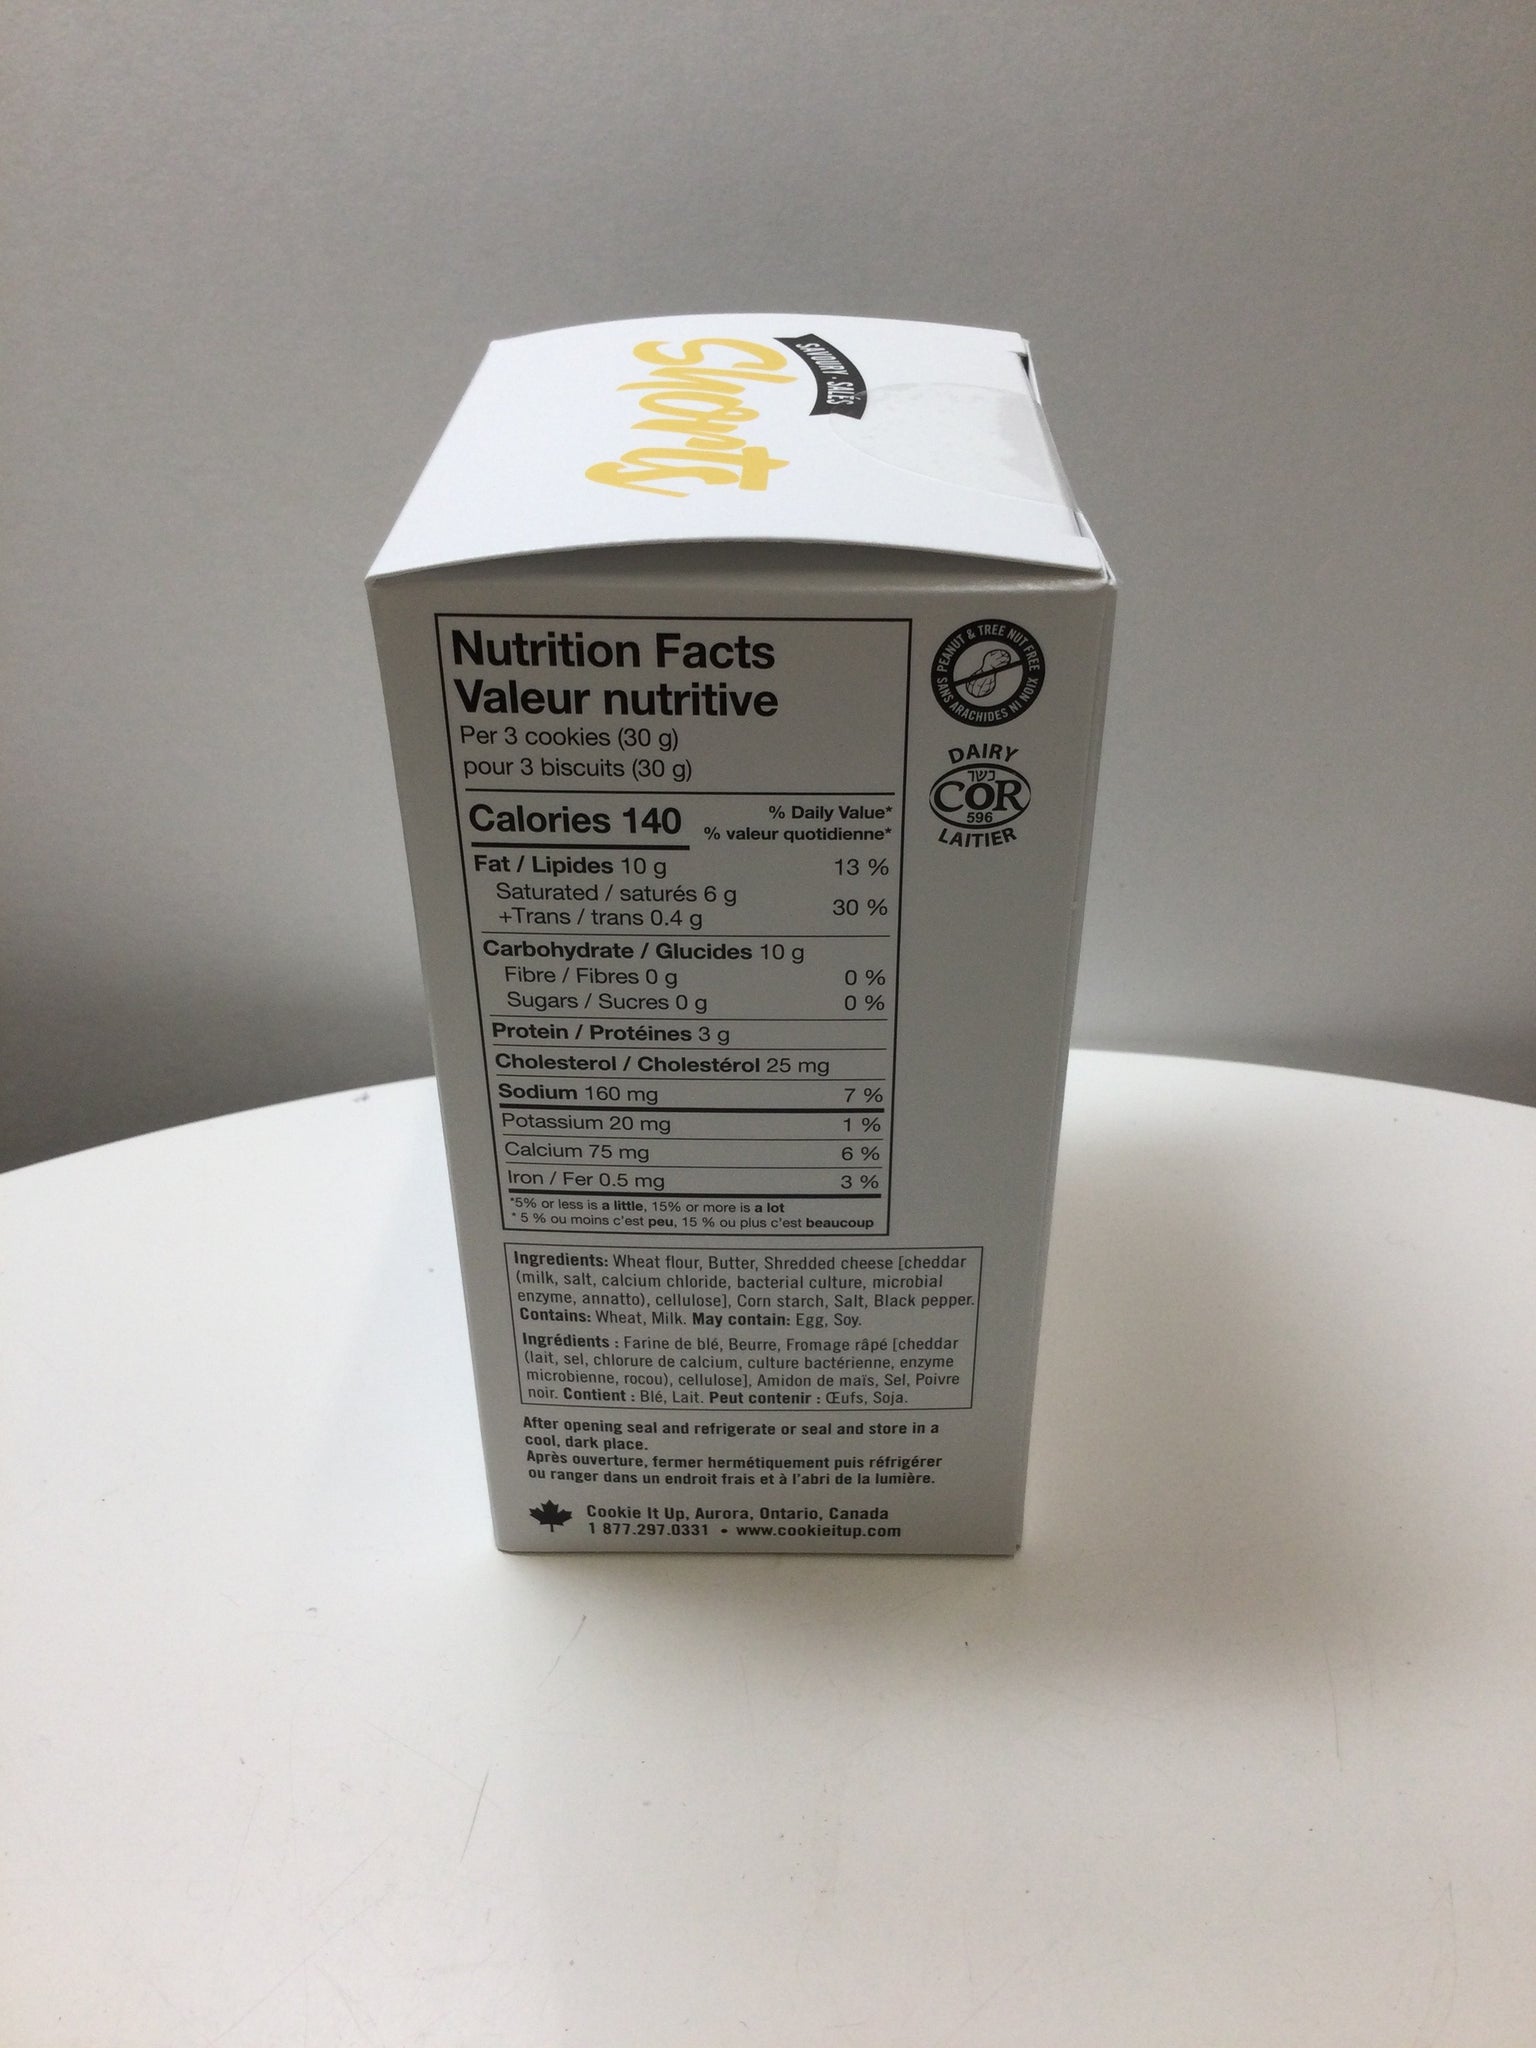 SAVOURY · SALÉS
Shorts
Nutrition Facts
Valeur nutritive
Per 3 cookies (30 g)
pour 3 biscuits (30 g)
Calories 140
% Daily Value*
% valeur quotidienne*
Fat / Lipides 10 g 13 %
Saturated / saturés 6 g
+Trans / trans 0.4 g
30 %
Carbohydrate / Glucides 10 g
Fibre / Fibres 0 g 0 %
Sugars / Sucres 0 g 0 %
Protein / Protéines 3 g
Cholesterol / Cholestérol 25 mg
Sodium 160 mg 7 %
Potassium 20 mg 1 %
Calcium 75 mg 6 %
Iron / Fer 0.5 mg 3 %
*5% or less is a little, 15% or more is a lot
* 5 % ou moins c'est peu, 15 % ou plus c'est beaucoup
PEANUT & TREE NUT FREE
SANS ARACHIDES NI NOIX
DAIRY
כשר
COR
596
LAITIER
Ingredients: Wheat flour, Butter, Shredded cheese [cheddar
(milk, salt, calcium chloride, bacterial culture, microbial
enzyme, annatto), cellulose], Corn starch, Salt, Black pepper.
Contains: Wheat, Milk. May contain: Egg, Soy.
Ingrédients : Farine de blé, Beurre, Fromage râpé [cheddar
(lait, sel, chlorure de calcium, culture bactérienne, enzyme
microbienne, rocou), cellulose], Amidon de maïs, Sel, Poivre
noir. Contient : Blé, Lait. Peut contenir : Œufs, Soja.
After opening seal and refrigerate or seal and store in a
cool, dark place.
Après ouverture, fermer hermétiquement puis réfrigérer
ou ranger dans un endroit frais et à l'abri de la lumière.
Cookie It Up, Aurora, Ontario, Canada
1 877.297.0331 • www.cookieitup.com